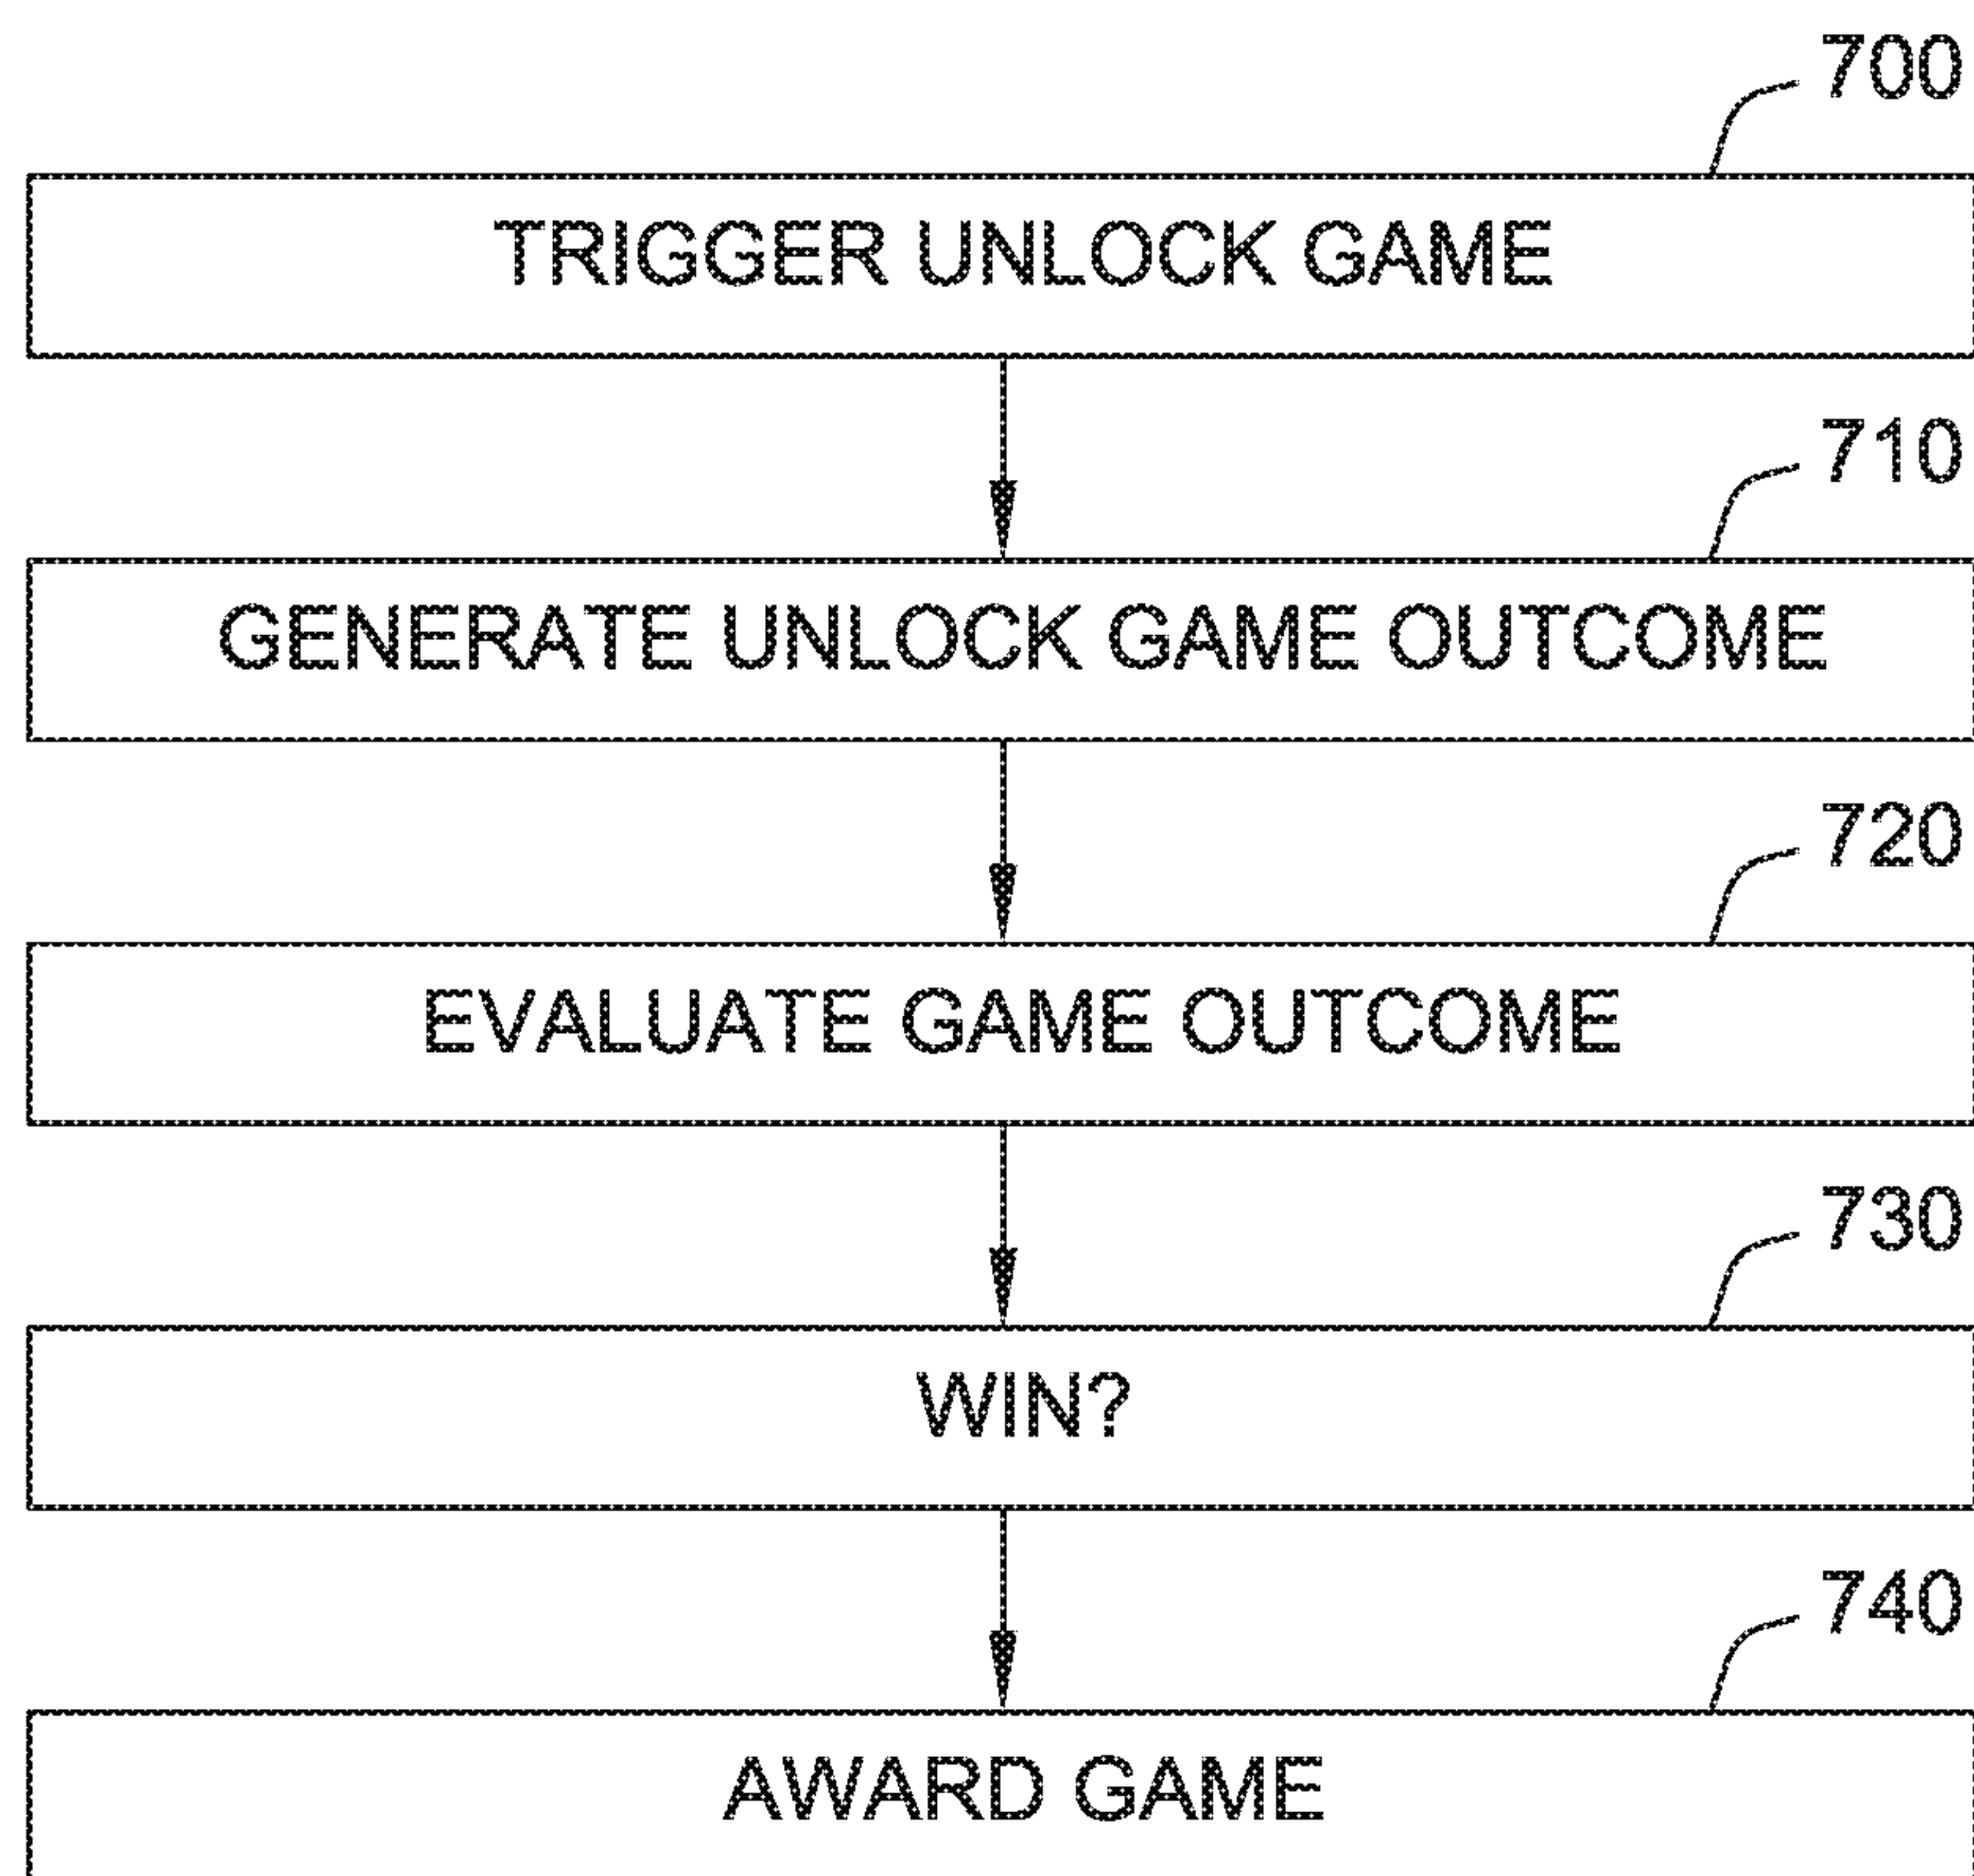 700
TRIGGER UNLOCK GAME
710
GENERATE UNLOCK GAME OUTCOME
720
EVALUATE GAME OUTCOME
730
WIN?
740
AWARD GAME